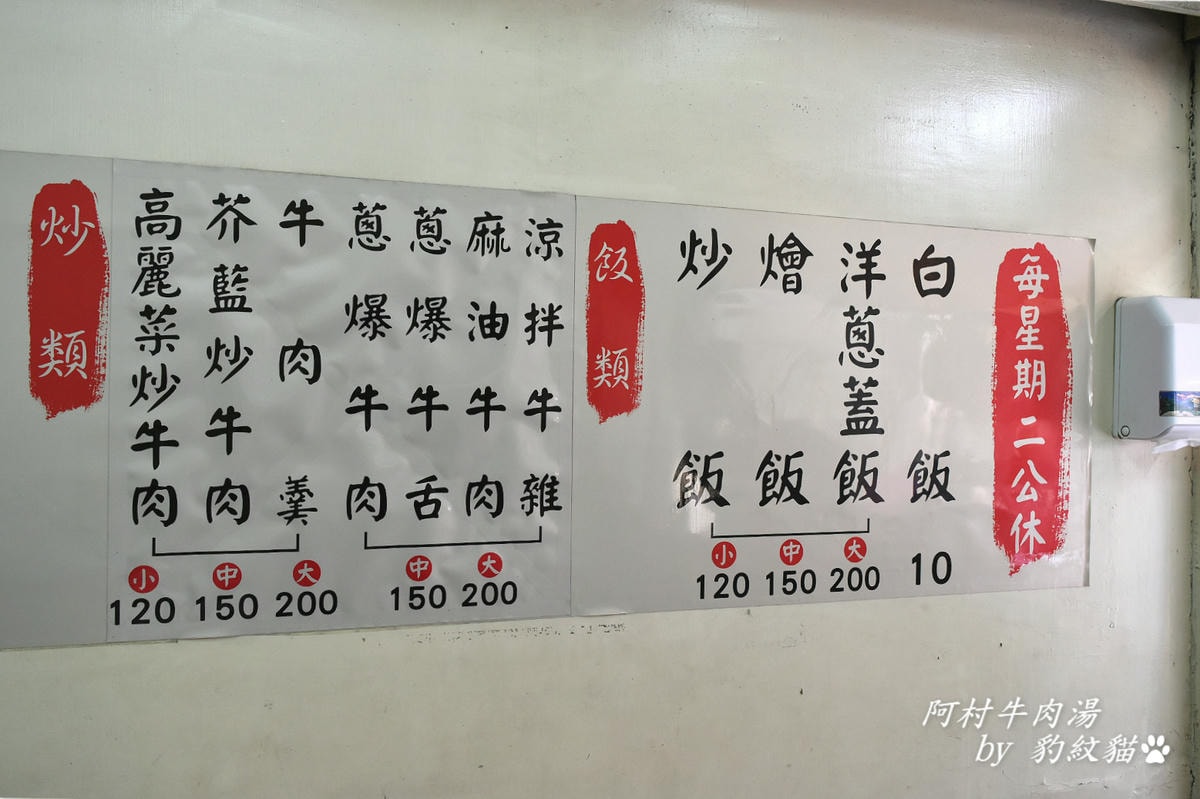 每星期二公休
白飯
10
洋蔥蓋飯
燴飯
炒飯
小 中 大
120 150 200
飯類
涼拌牛雜
麻油牛肉
蔥爆牛舌
蔥爆牛肉
中 大
150 200
牛肉羹
芥藍炒牛肉
高麗菜炒牛肉
小 中 大
120 150 200
炒類
阿村牛肉湯
by 豹紋貓